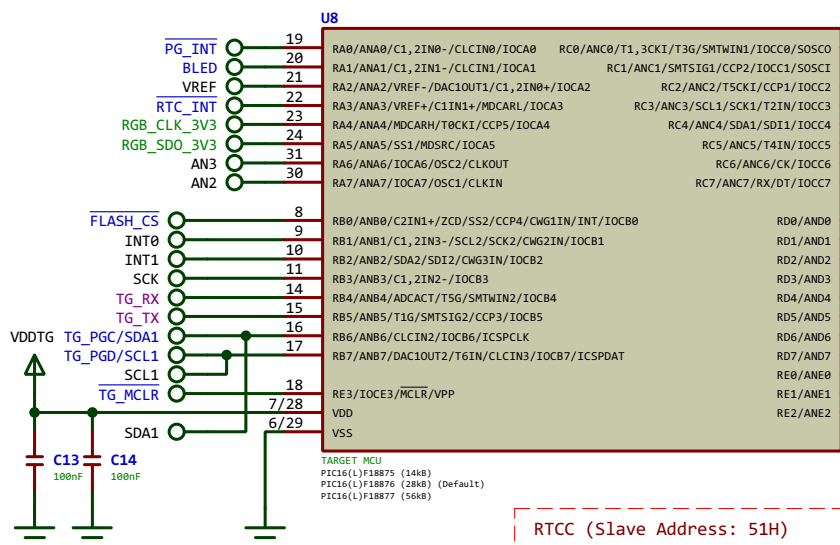 U8
PG_INT 19 RA0/ANA0/C1,2IN0-/CLCIN0/IOCA0 RC0/ANC0/T1,3CKI/T3G/SMTWIN1/IOCC0/SOSCO
BLED 20 RA1/ANA1/C1,2IN1-/CLCIN1/IOCA1 RC1/ANC1/SMTSIG1/CCP2/IOCC1/SOSCI
VREF 21 RA2/ANA2/VREF-/DAC1OUT1/C1,2IN0+/IOCA2 RC2/ANC2/T5CKI/CCP1/IOCC2
RTC_INT 22 RA3/ANA3/VREF+/C1IN1+/MDCARL/IOCA3 RC3/ANC3/SCL1/SCK1/T2IN/IOCC3
RGB_CLK_3V3 23 RA4/ANA4/MDCARH/T0CKI/CCP5/IOCA4 RC4/ANC4/SDA1/SDI1/IOCC4
RGB_SDO_3V3 24 RA5/ANA5/SS1/MDSRC/IOCA5 RC5/ANC5/T4IN/IOCC5
AN3 31 RA6/ANA6/IOCA6/OSC2/CLKOUT RC6/ANC6/CK/IOCC6
AN2 30 RA7/ANA7/IOCA7/OSC1/CLKIN RC7/ANC7/RX/DT/IOCC7
FLASH_CS 8 RB0/ANB0/C2IN1+/ZCD/SS2/CCP4/CWG1IN/INT/IOCB0 RD0/AND0
INT0 9 RB1/ANB1/C1,2IN3-/SCL2/SCK2/CWG2IN/IOCB1 RD1/AND1
INT1 10 RB2/ANB2/SDA2/SDI2/CWG3IN/IOCB2 RD2/AND2
SCK 11 RB3/ANB3/C1,2IN2-/IOCB3 RD3/AND3
TG_RX 14 RB4/ANB4/ADCACT/T5G/SMTWIN2/IOCB4 RD4/AND4
TG_TX 15 RB5/ANB5/T1G/SMTSIG2/CCP3/IOCB5 RD5/AND5
VDDTG TG_PGC/SDA1 16 RB6/ANB6/CLCIN2/IOCB6/ICSPCLK RD6/AND6
TG_PGD/SCL1 17 RB7/ANB7/DAC1OUT2/T6IN/CLCIN3/IOCB7/ICSPDAT RD7/AND7
SCL1 RE0/ANE0
TG_MCLR 18 RE3/IOCE3/MCLR/VPP RE1/ANE1
7/28 VDD RE2/ANE2
SDA1 6/29 VSS
C13 C14
100nF 100nF
TARGET MCU
PIC16(L)F18875 (14kB)
PIC16(L)F18876 (28kB) (Default)
PIC16(L)F18877 (56kB)
RTCC (Slave Address: 51H)